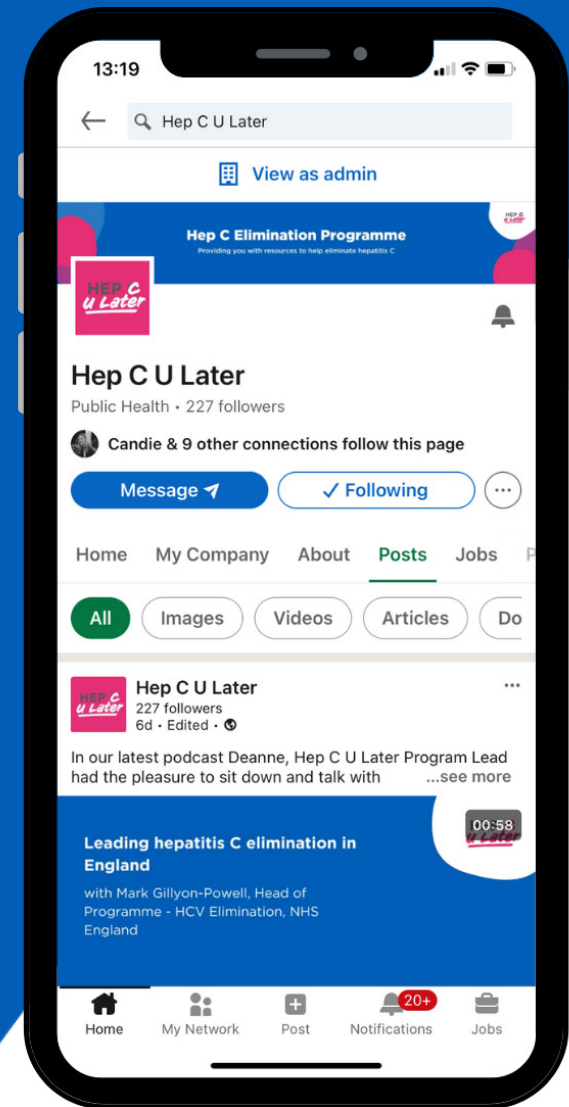 13:19
Hep C U Later
View as admin
HEP C
U Later
Hep C Elimination Programme
Providing you with resources to help eliminate hepatitis C
HEP C
U Later
Hep C U Later
Public Health • 227 followers
Candie & 9 other connections follow this page
Message
Following
Home My Company About Posts Jobs P
All Images Videos Articles Do
HEP C
U Later
Hep C U Later
227 followers
6d • Edited •
In our latest podcast Deanne, Hep C U Later Program Lead
had the pleasure to sit down and talk with ...see more
00:58
U Later
Leading hepatitis C elimination in
England
with Mark Gillyon-Powell, Head of
Programme - HCV Elimination, NHS
England
20+
Home My Network Post Notifications Jobs